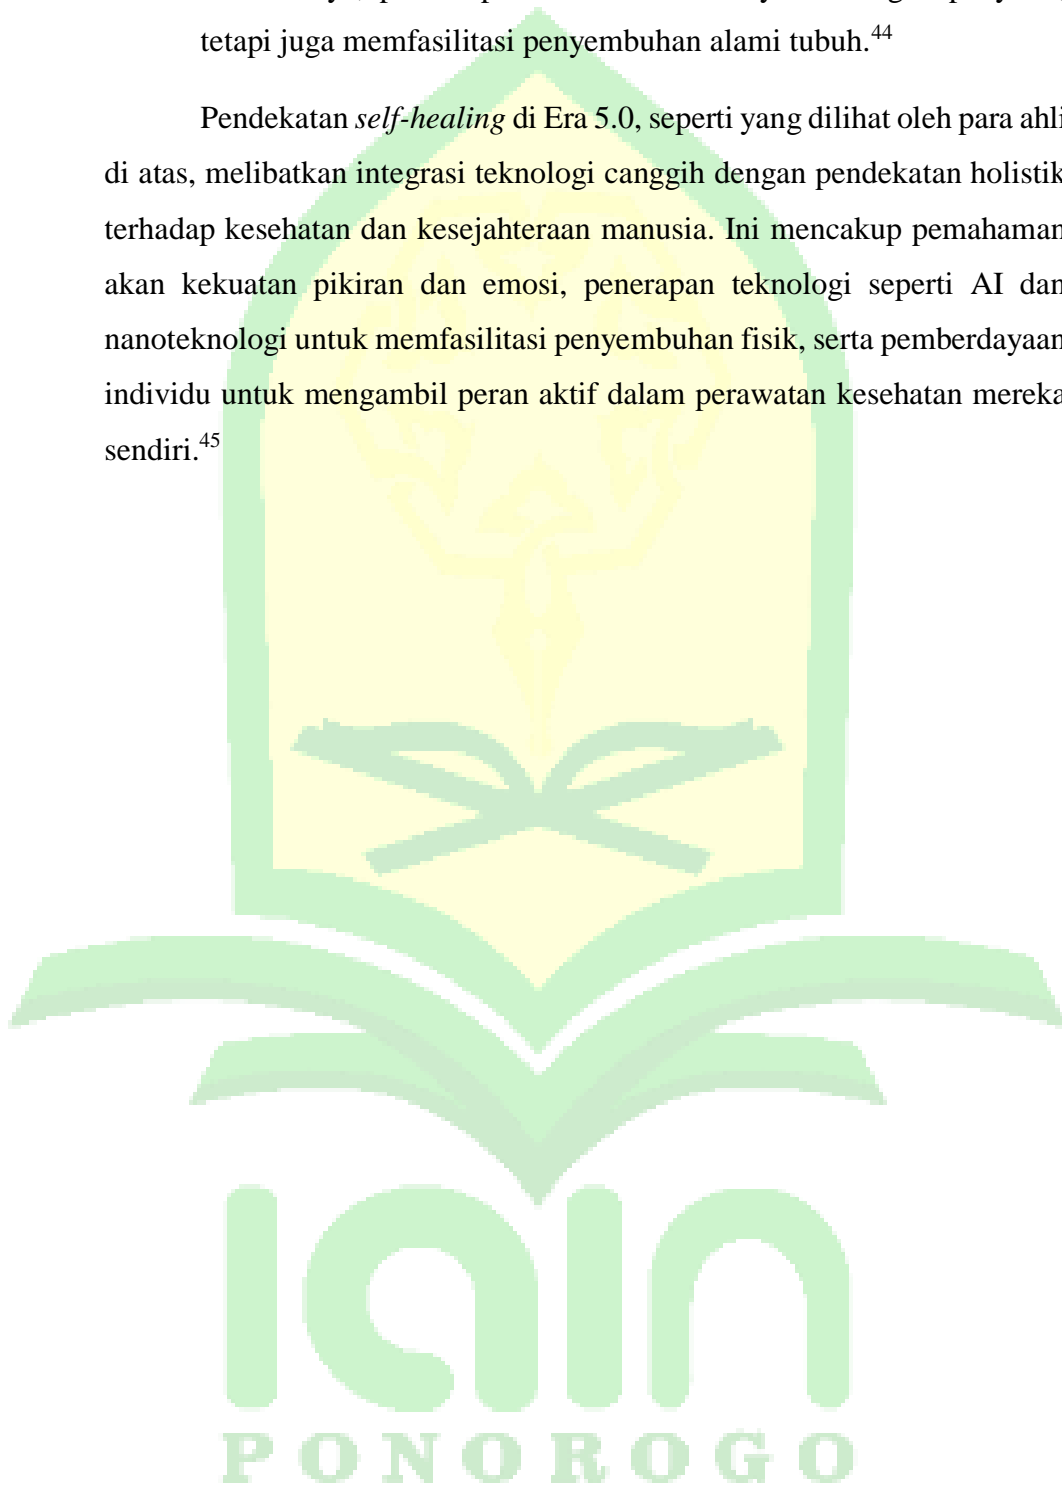 tetapi juga memfasilitasi penyembuhan alami tubuh.44
Pendekatan self-healing di Era 5.0, seperti yang dilihat oleh para ahli
di atas, melibatkan integrasi teknologi canggih dengan pendekatan holistik
terhadap kesehatan dan kesejahteraan manusia. Ini mencakup pemahaman
akan kekuatan pikiran dan emosi, penerapan teknologi seperti AI dan
nanoteknologi untuk memfasilitasi penyembuhan fisik, serta pemberdayaan
individu untuk mengambil peran aktif dalam perawatan kesehatan mereka
sendiri.45
iain
PONOROGO